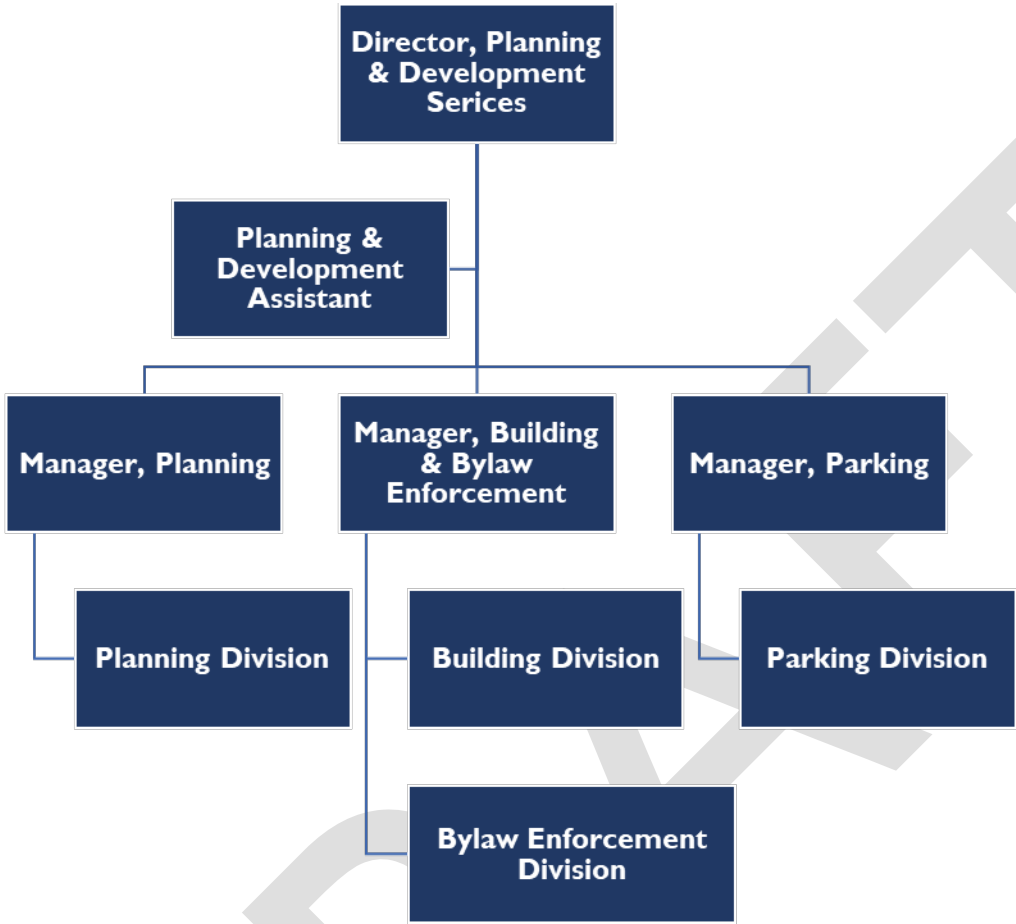 Director, Planning
& Development
Serices
Planning &
Development
Assistant
Manager, Planning
Manager, Building
& Bylaw
Enforcement
Manager, Parking
Planning Division
Building Division
Parking Division
Bylaw Enforcement
Division
DRAFT